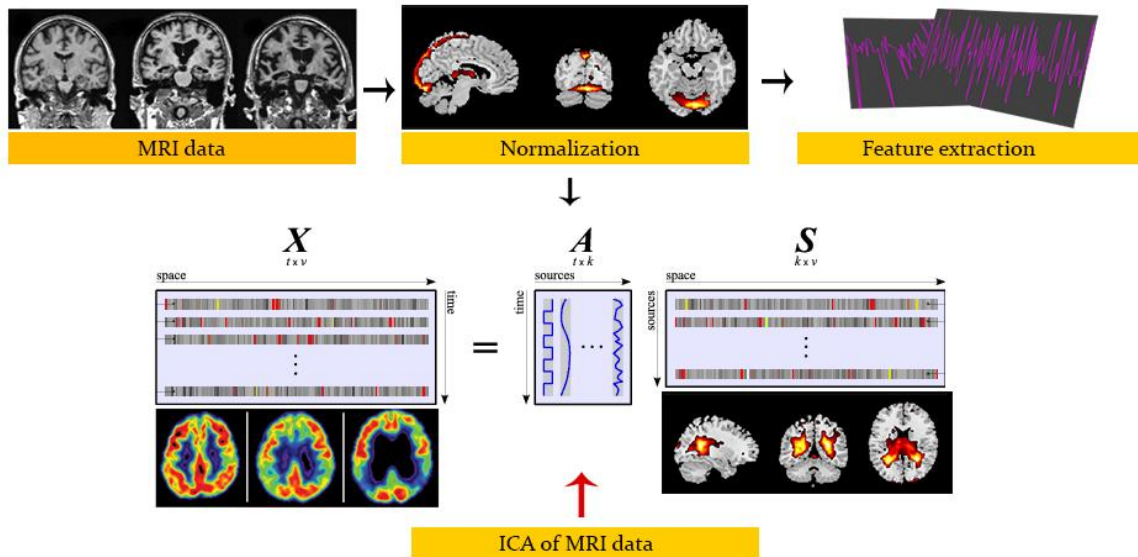 MRI data
Normalization
Feature extraction
X
t x v
A
t x k
S
k x v
space
sources
space
time
time
sources
=
ICA of MRI data